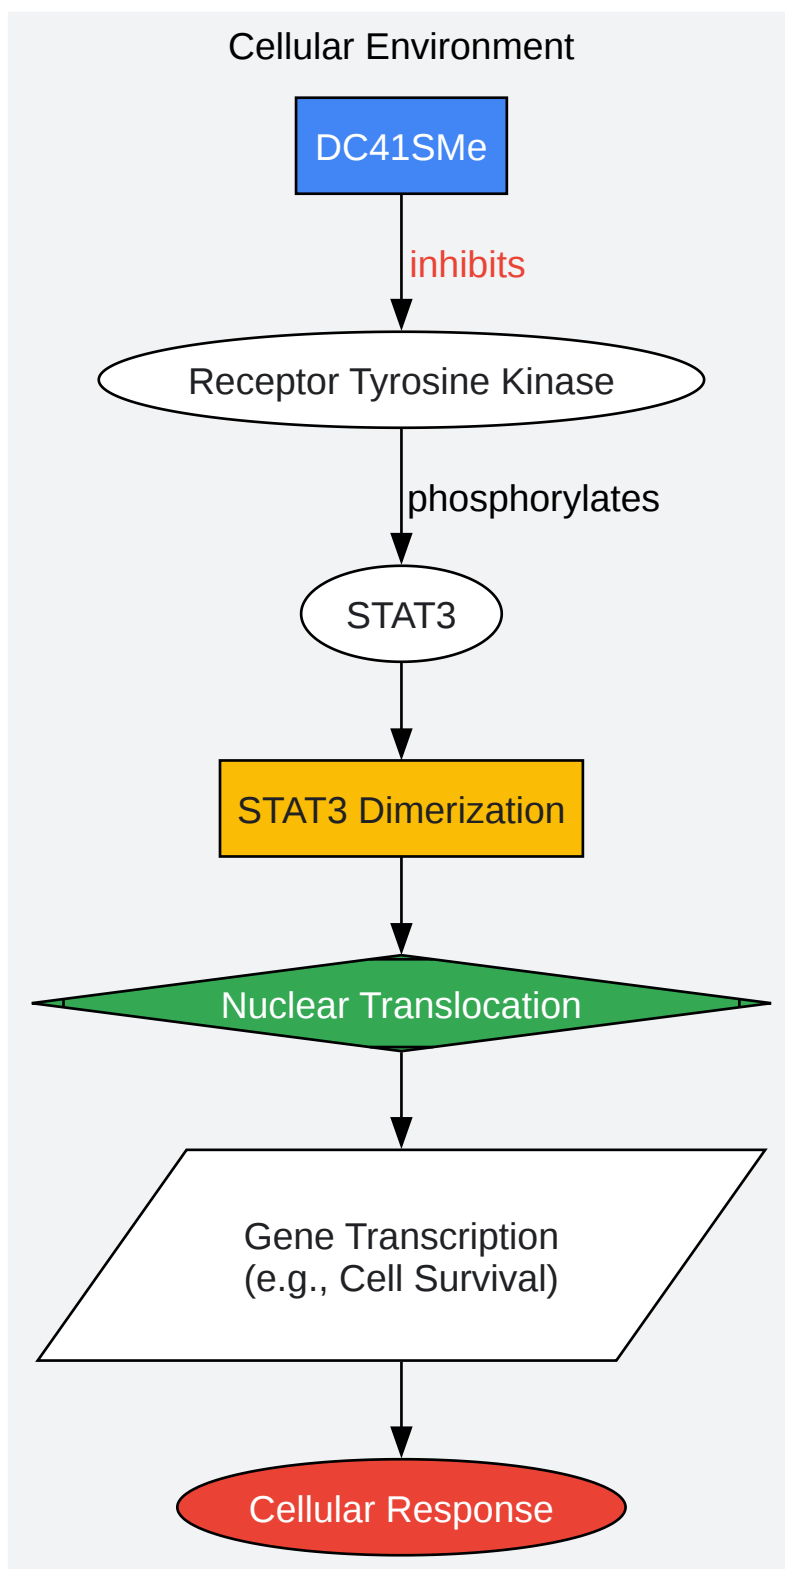 Cellular Environment
DC41SMe
inhibits
Receptor Tyrosine Kinase
phosphorylates
STAT3
STAT3 Dimerization
Nuclear Translocation
Gene Transcription
(e.g., Cell Survival)
Cellular Response